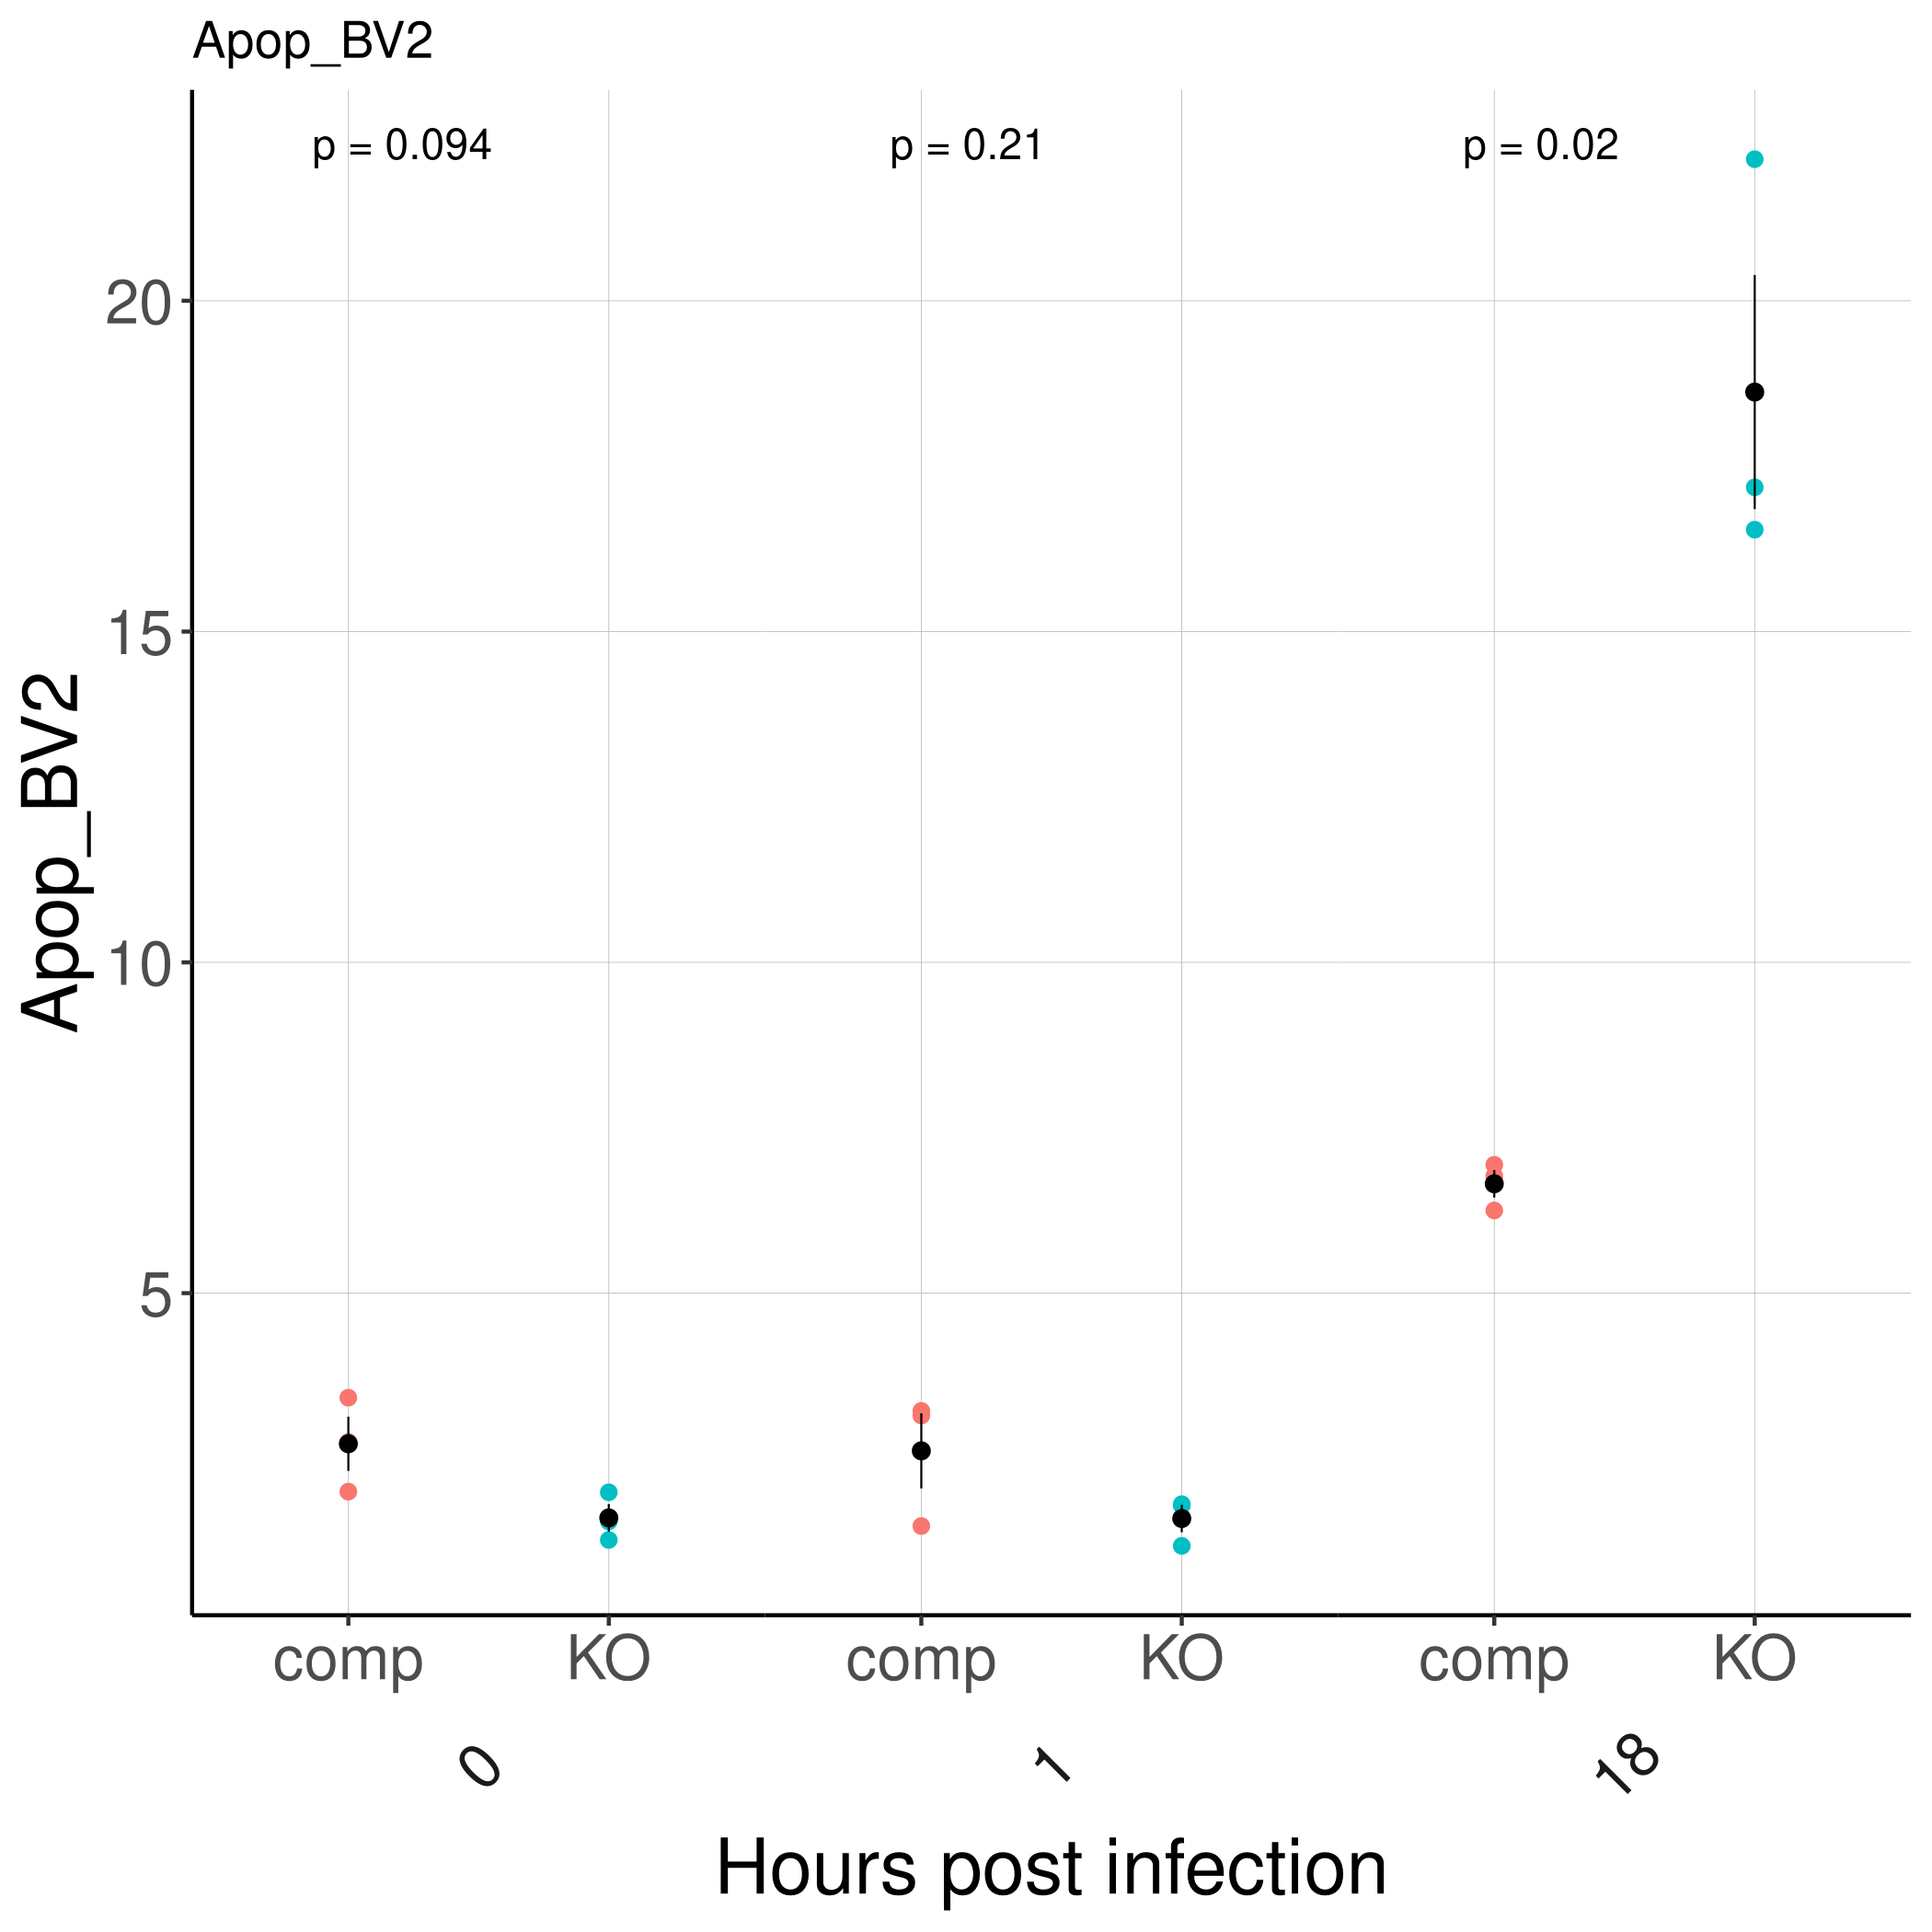 Apop_BV2
p = 0.094
p = 0.21
p = 0.02
Apop_BV2
20
15
10
5
comp KO comp KO comp KO
0 1 18
Hours post infection